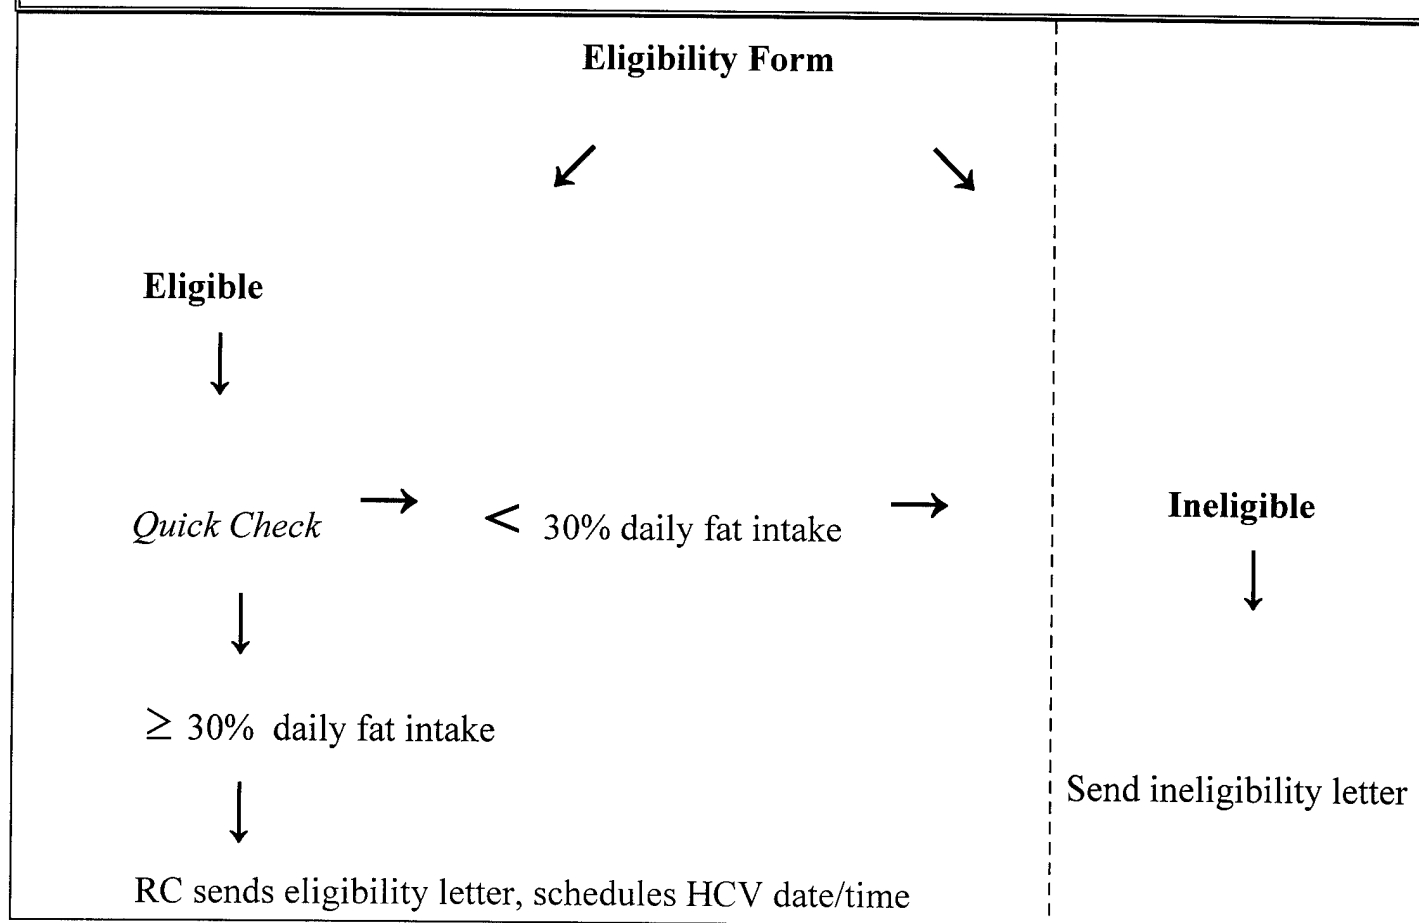 Eligibility Form
Eligible
Quick Check → < 30% daily fat intake → Ineligible
≥ 30% daily fat intake
Send ineligibility letter
RC sends eligibility letter, schedules HCV date/time